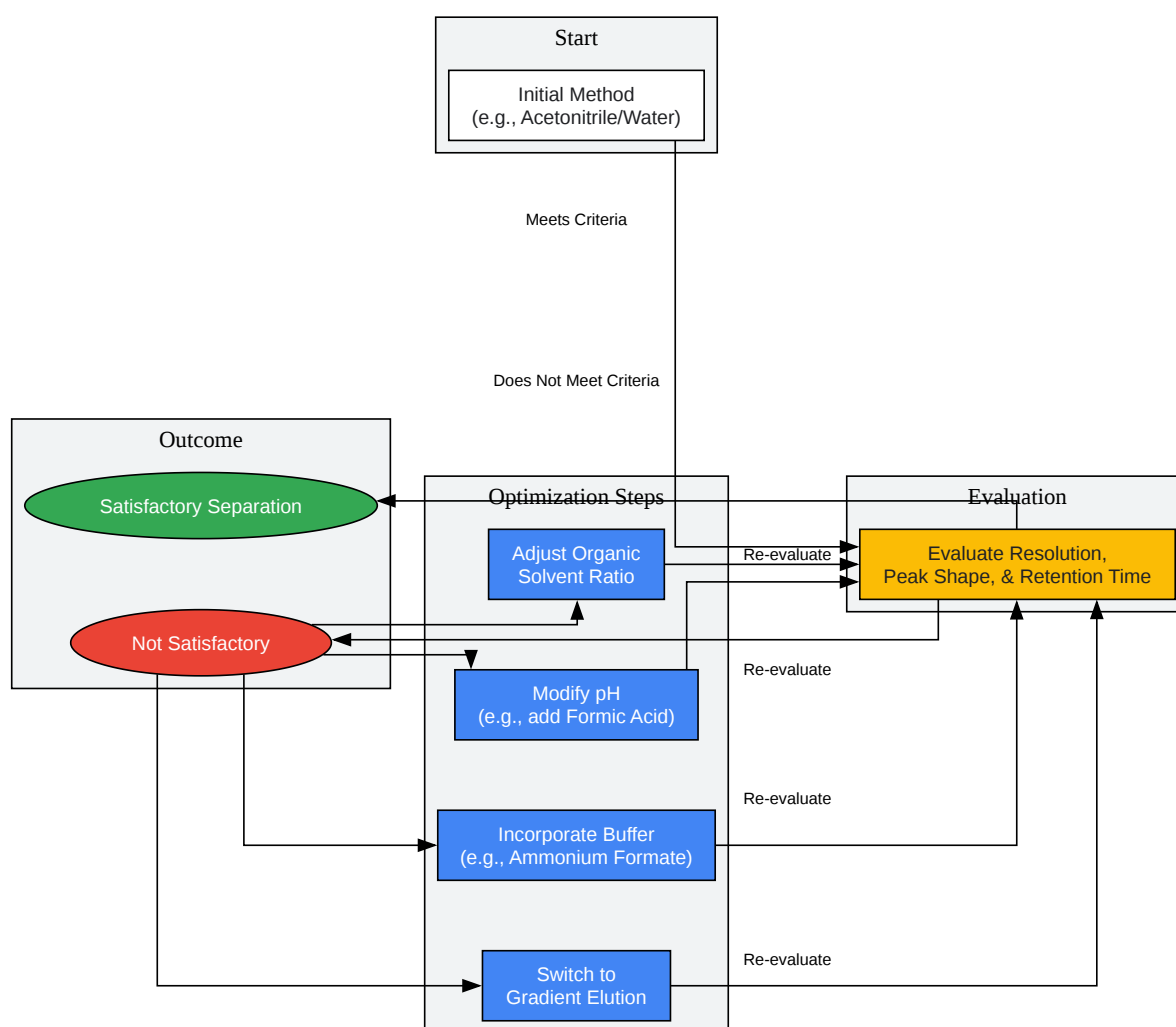 Start
Initial Method
(e.g., Acetonitrile/Water)
Meets Criteria
Does Not Meet Criteria
Outcome
Satisfactory Separation
Not Satisfactory
Optimization Steps
Adjust Organic
Solvent Ratio
Modify pH
(e.g., add Formic Acid)
Incorporate Buffer
(e.g., Ammonium Formate)
Switch to
Gradient Elution
Re-evaluate
Re-evaluate
Re-evaluate
Re-evaluate
Evaluation
Evaluate Resolution,
Peak Shape, & Retention Time